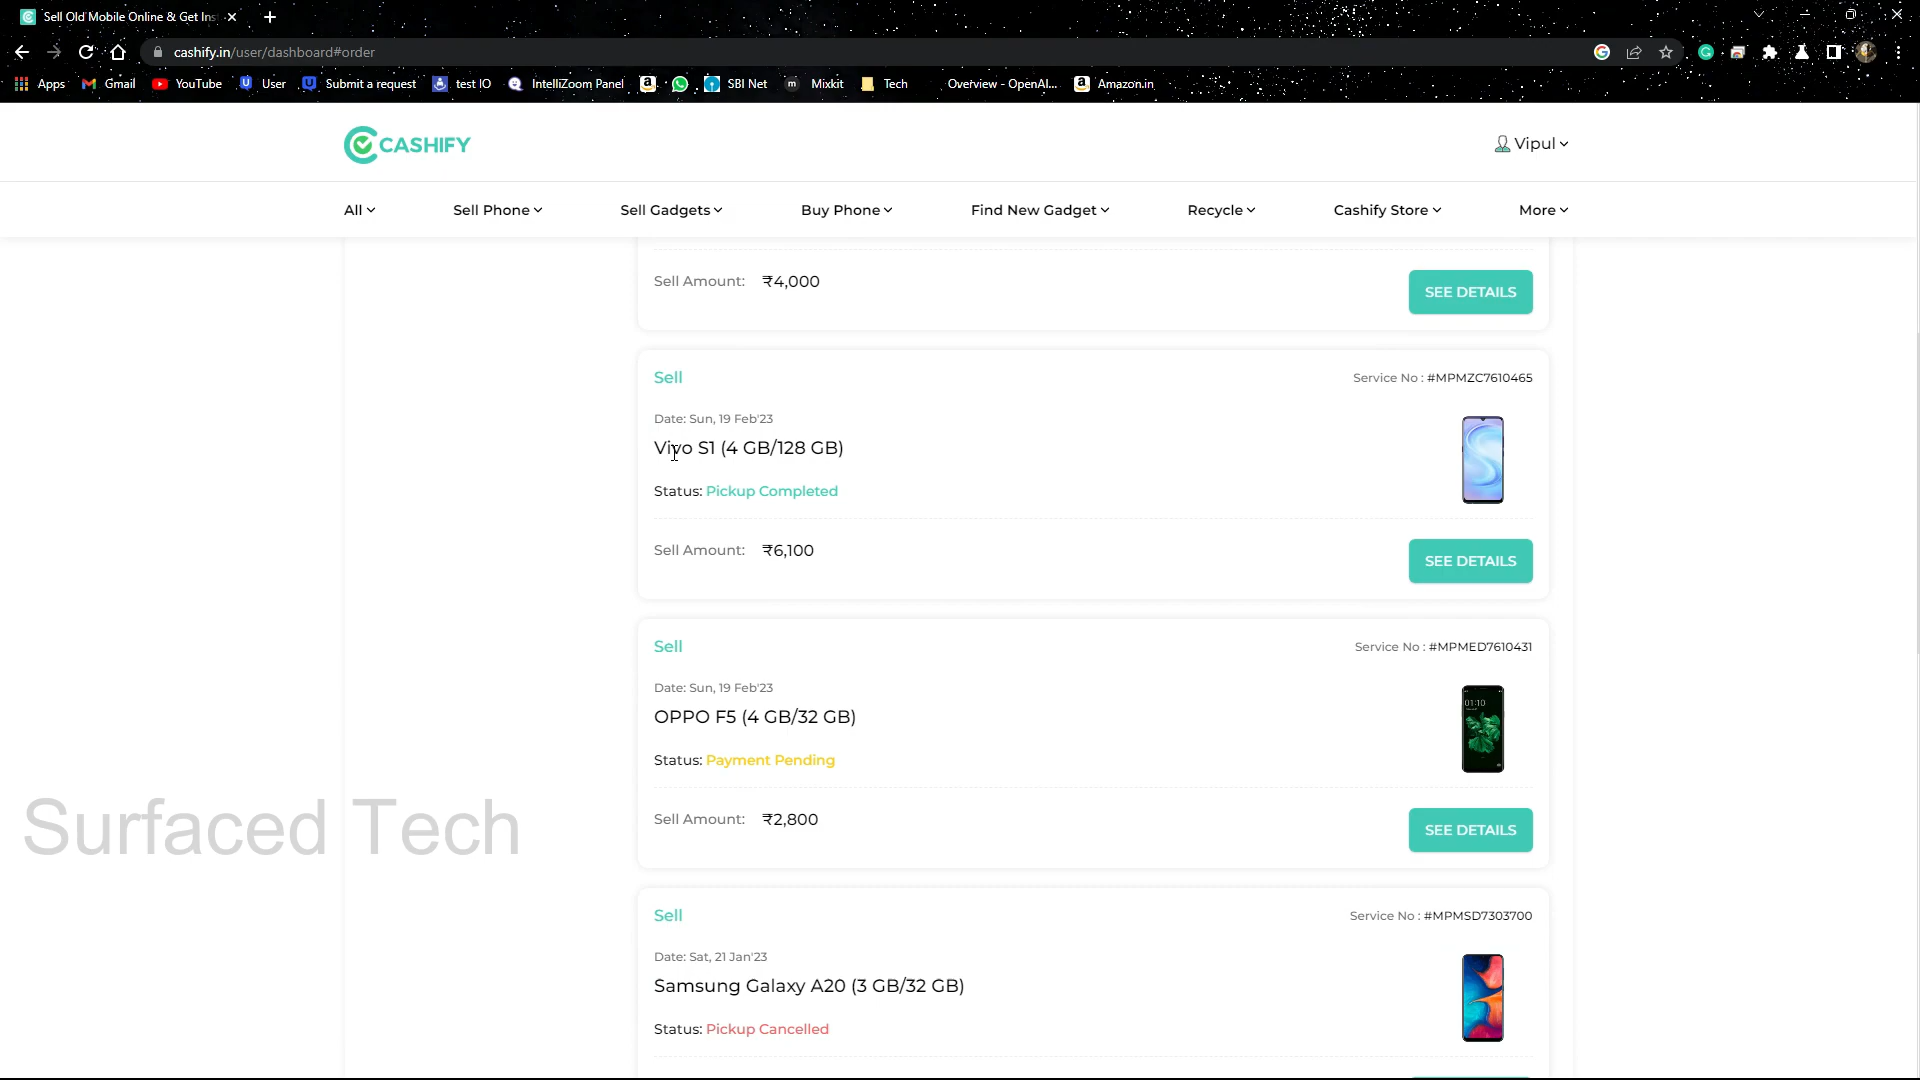 Sell Old Mobile Online & Get Ins
cashify.in/user/dashboard#order
Apps Gmail YouTube User Submit a request test IO IntelliZoom Panel SBI Net Mixkit Tech Overview - OpenAI... Amazon.in
CASHIFY
Vipul
All Sell Phone Sell Gadgets Buy Phone Find New Gadget Recycle Cashify Store More
Sell Amount: ₹4,000
SEE DETAILS
Sell
Service No : #MPMZC7610465
Date: Sun, 19 Feb'23
Vivo S1 (4 GB/128 GB)
Status: Pickup Completed
Sell Amount: ₹6,100
SEE DETAILS
Sell
Service No : #MPMED7610431
Date: Sun, 19 Feb'23
OPPO F5 (4 GB/32 GB)
01:10
Status: Payment Pending
Sell Amount: ₹2,800
SEE DETAILS
Surfaced Tech
Sell
Service No : #MPMSD7303700
Date: Sat, 21 Jan'23
Samsung Galaxy A20 (3 GB/32 GB)
Status: Pickup Cancelled